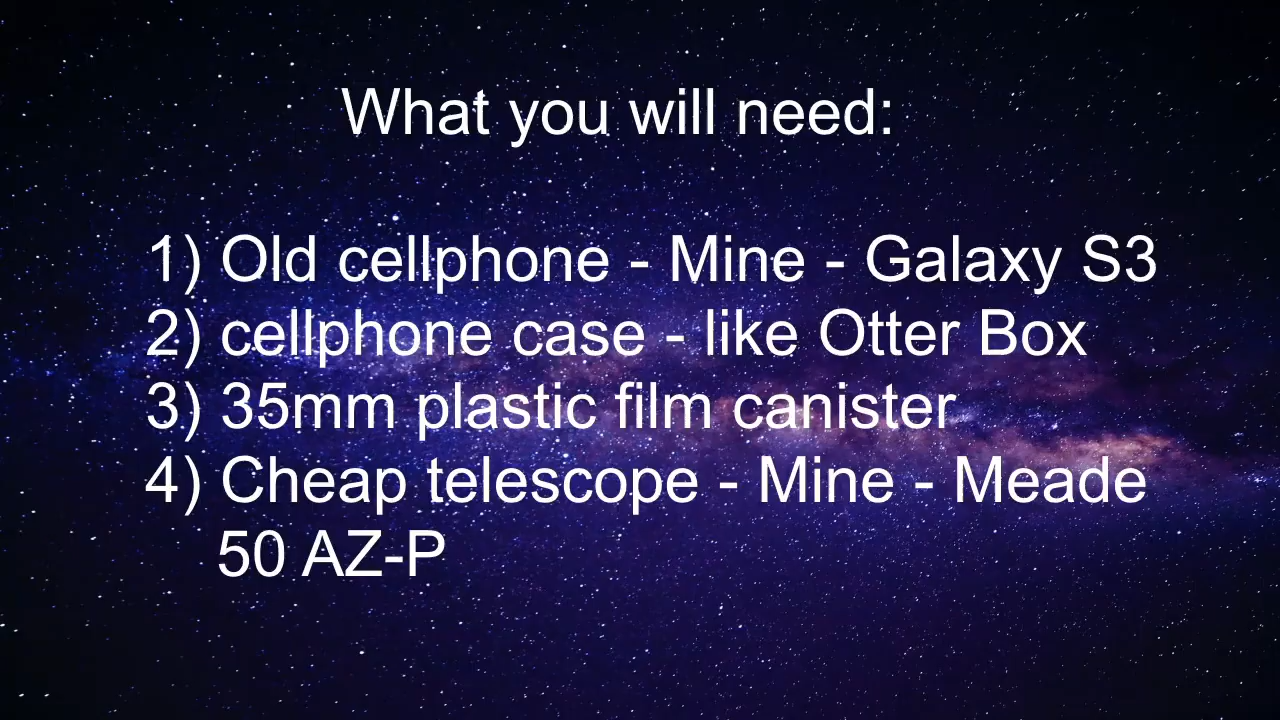 What you will need:
1) Old cellphone - Mine - Galaxy S3
2) cellphone case - like Otter Box
3) 35mm plastic film canister
4) Cheap telescope - Mine - Meade
50 AZ-P